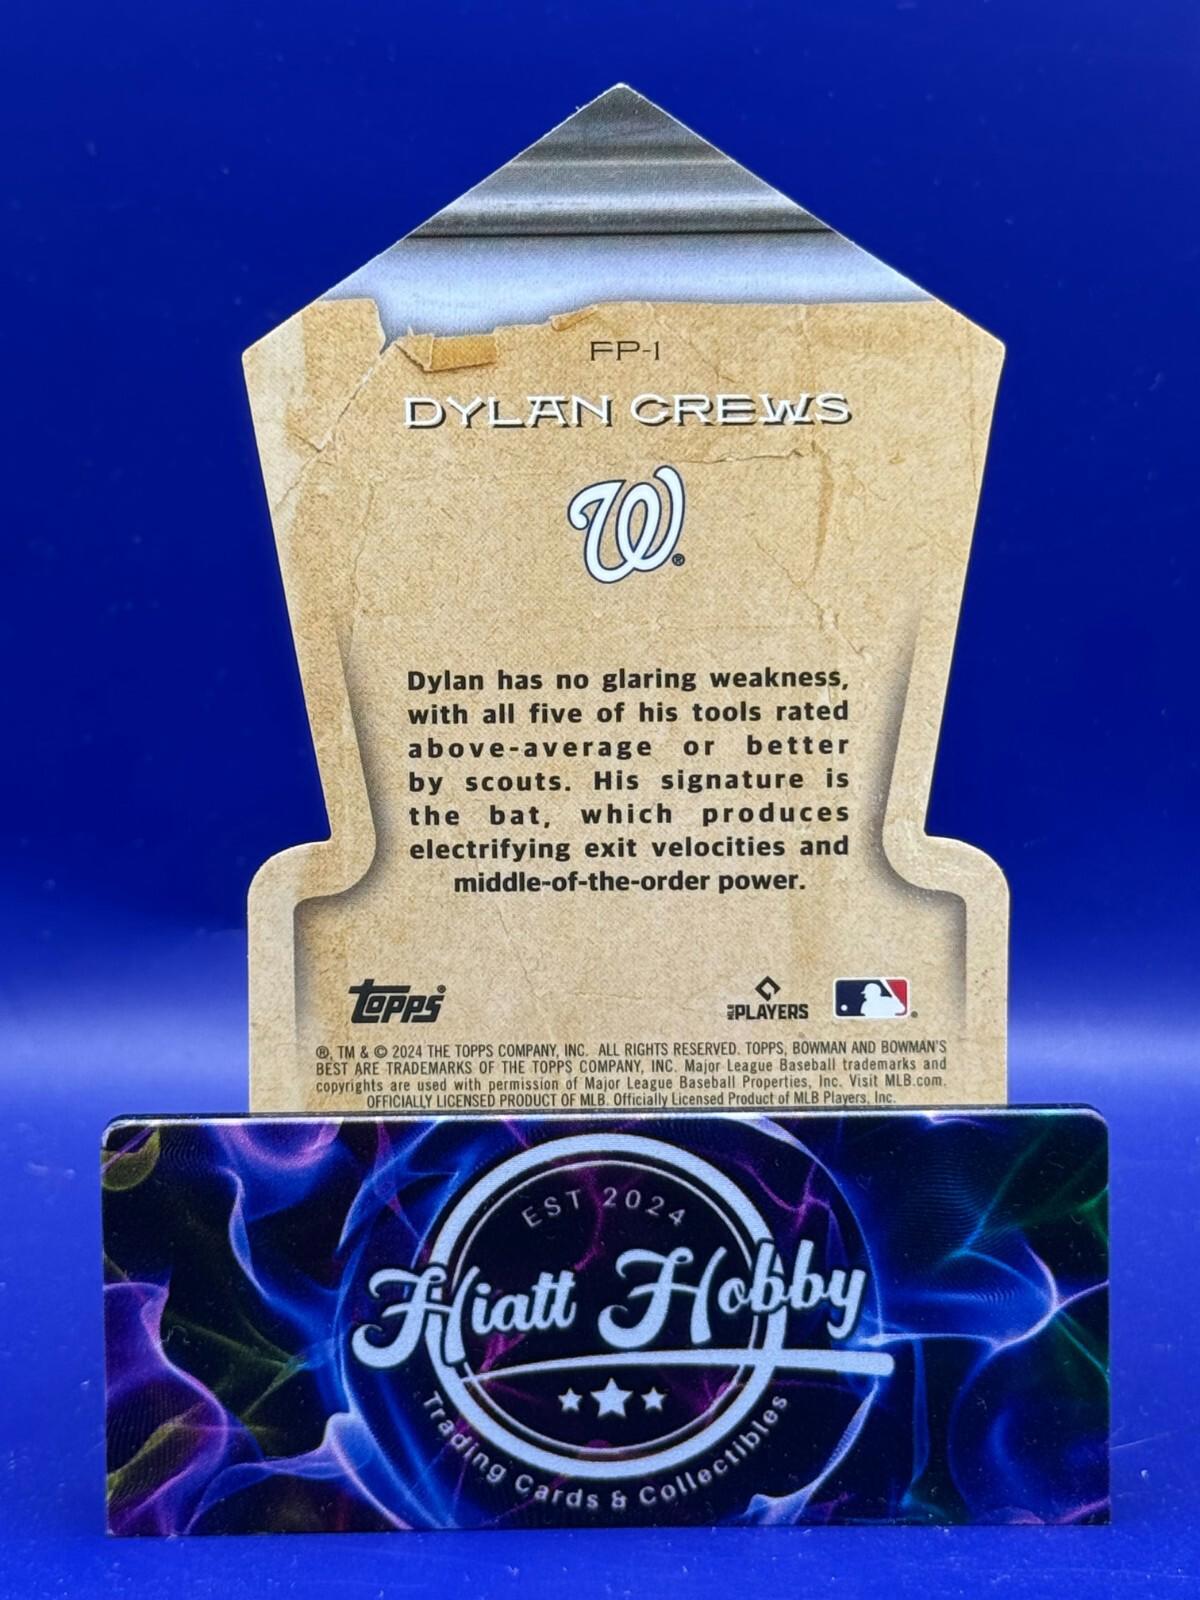 FP-1
DYLAN CREWS
W®
Dylan has no glaring weakness,
with all five of his tools rated
above-average or better
by scouts. His signature is
the bat, which produces
electrifying exit velocities and
middle-of-the-order power.
TOPPS®
MLB PLAYERS
®, TM & © 2024 THE TOPPS COMPANY, INC. ALL RIGHTS RESERVED. TOPPS, BOWMAN AND BOWMAN'S
BEST ARE TRADEMARKS OF THE TOPPS COMPANY, INC. Major League Baseball trademarks and
copyrights are used with permission of Major League Baseball Properties, Inc. Visit MLB.com.
OFFICIALLY LICENSED PRODUCT OF MLB. Officially Licensed Product of MLB Players, Inc.
EST 2024
Hiatt Hobby
Trading Cards & Collectibles